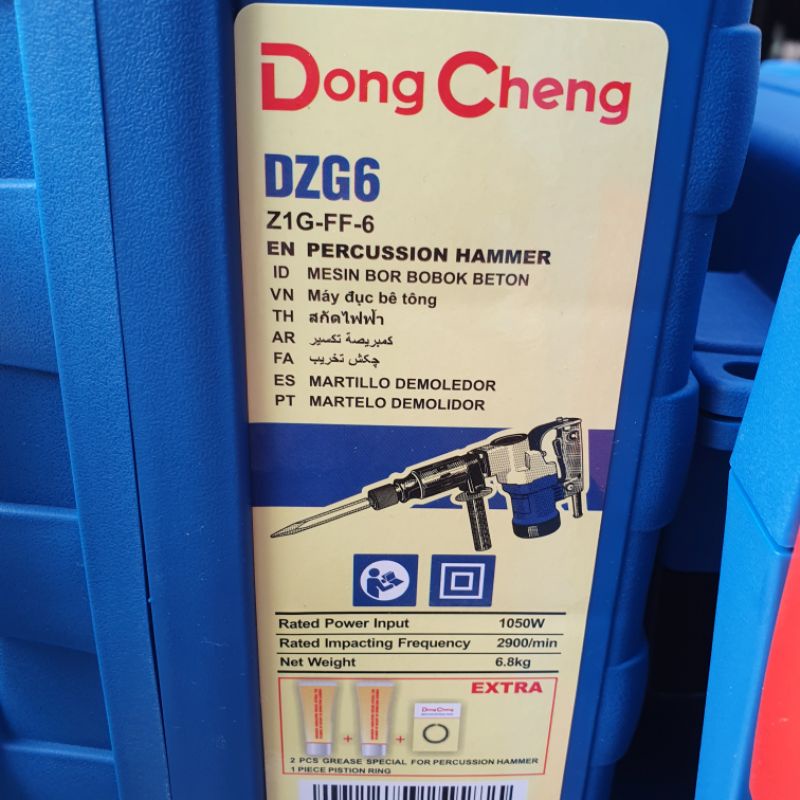 Dong Cheng
DZG6
Z1G-FF-6
EN PERCUSSION HAMMER
ID MESIN BOR BOBOK BETON
VN Máy đục bê tông
TH สกัดไฟฟ้า
AR كمبريصة تكسير
FA چکش تخریب
ES MARTILLO DEMOLEDOR
PT MARTELO DEMOLIDOR
Rated Power Input 1050W
Rated Impacting Frequency 2900/min
Net Weight 6.8kg
EXTRA
Dong Cheng
+ +
2 PCS GREASE SPECIAL FOR PERCUSSION HAMMER
1 PIECE PISTION RING